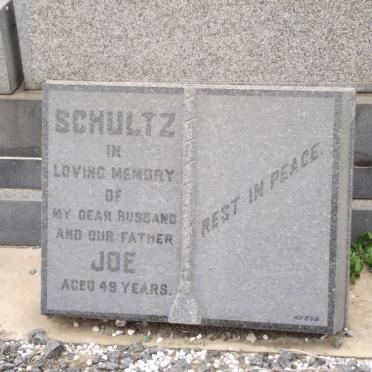 SCHULTZ
IN
LOVING MEMORY
OF
MY DEAR HUSBAND
AND OUR FATHER
JOE
AGED 49 YEARS.
REST IN PEACE.